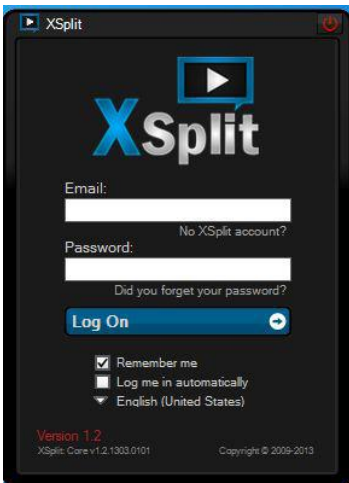 XSplit
XSplit
Email:
No XSplit account?
Password:
Did you forget your password?
Log On
Remember me
Log me in automatically
English (United States)
Version 1.2
XSplit: Core v1.2.1303.0101 Copyright © 2009-2013